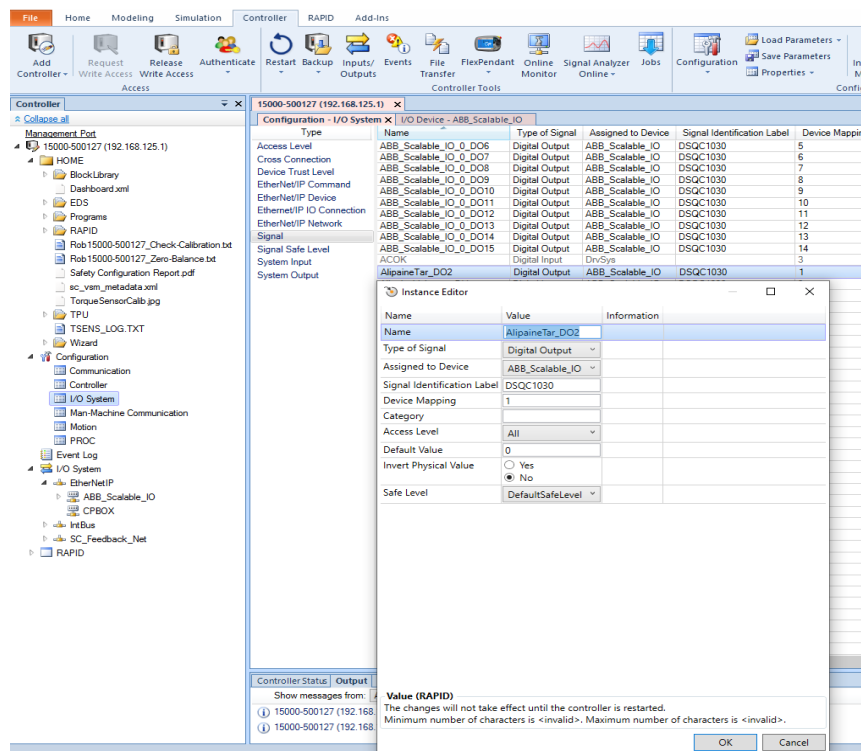 File Home Modeling Simulation Controller RAPID Add-Ins
Add Controller Request Write Access Release Write Access Authenticate Restart Backup Inputs/ Outputs Events File Transfer FlexPendant Online Monitor Signal Analyzer Online Jobs Configuration Load Parameters
Save Parameters
Properties
Access Controller Tools
Controller
Collapse all
Management Port
15000-500127 (192.168.125.1)
HOME
BlockLibrary
Dashboard.xml
EDS
Programs
RAPID
Rob15000-500127_Check-Calibration.txt
Rob15000-500127_Zero-Balance.txt
Safety Configuration Report.pdf
sc_vsm_metadata.xml
TorqueSensorCalib.jpg
TPU
TSENS_LOG.TXT
Wizard
Configuration
Communication
Controller
I/O System
Man-Machine Communication
Motion
PROC
Event Log
I/O System
EtherNetIP
ABB_Scalable_IO
CPBOX
IntBus
SC_Feedback_Net
RAPID
15000-500127 (192.168.125.1)
Configuration - I/O System I/O Device - ABB_Scalable_IO
Type
Access Level
Cross Connection
Device Trust Level
EtherNet/IP Command
EtherNet/IP Device
Ethernet/IP IO Connection
EtherNet/IP Network
Signal
Signal Safe Level
System Input
System Output
Name Type of Signal Assigned to Device Signal Identification Label
ABB_Scalable_IO_0_DO6 Digital Output ABB_Scalable_IO DSQC1030 5
ABB_Scalable_IO_0_DO7 Digital Output ABB_Scalable_IO DSQC1030 6
ABB_Scalable_IO_0_DO8 Digital Output ABB_Scalable_IO DSQC1030 7
ABB_Scalable_IO_0_DO9 Digital Output ABB_Scalable_IO DSQC1030 8
ABB_Scalable_IO_0_DO10 Digital Output ABB_Scalable_IO DSQC1030 9
ABB_Scalable_IO_0_DO11 Digital Output ABB_Scalable_IO DSQC1030 10
ABB_Scalable_IO_0_DO12 Digital Output ABB_Scalable_IO DSQC1030 11
ABB_Scalable_IO_0_DO13 Digital Output ABB_Scalable_IO DSQC1030 12
ABB_Scalable_IO_0_DO14 Digital Output ABB_Scalable_IO DSQC1030 13
ABB_Scalable_IO_0_DO15 Digital Output ABB_Scalable_IO DSQC1030 14
ACOK Digital Input DrvSys 3
AlipaineTar_DO2 Digital Output ABB_Scalable_IO DSQC1030 1
Instance Editor
Name Value Information
Name AlipaineTar_DO2
Type of Signal Digital Output
Assigned to Device ABB_Scalable_IO
Signal Identification Label DSQC1030
Device Mapping 1
Category
Access Level All
Default Value 0
Invert Physical Value Yes
No
Safe Level DefaultSafeLevel
Value (RAPID)
The changes will not take effect until the controller is restarted.
Minimum number of characters is <invalid>. Maximum number of characters is <invalid>.
OK Cancel
Controller Status Output
Show messages from:
15000-500127 (192.168.
15000-500127 (192.168.